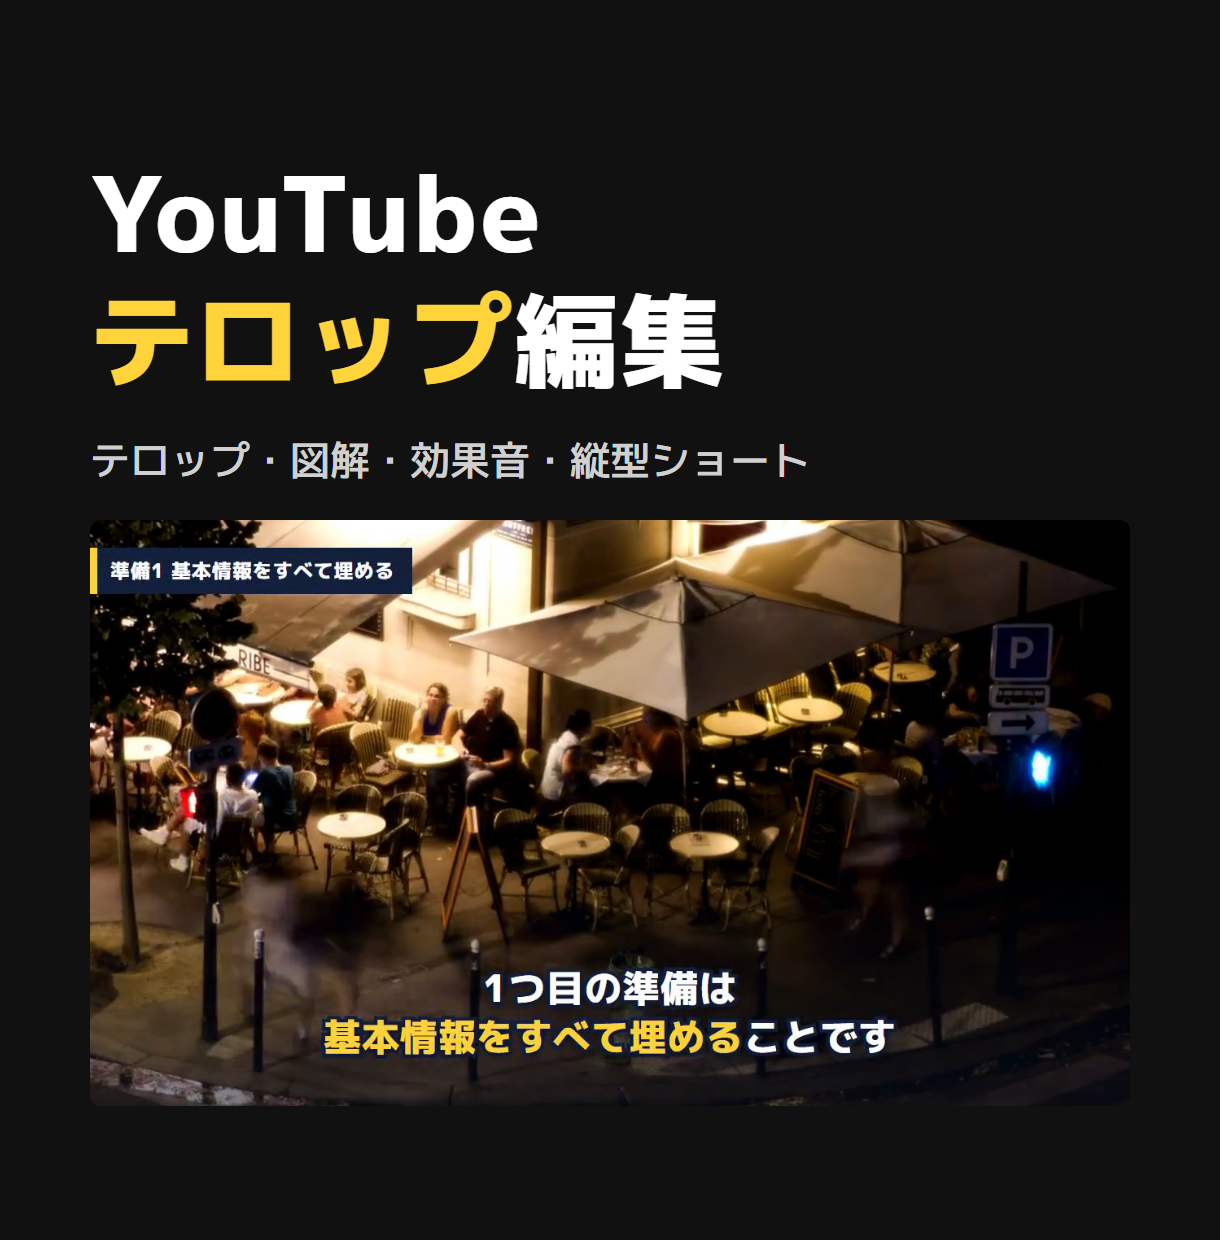 YouTube
テロップ編集
テロップ・図解・効果音・縦型ショート
準備1 基本情報をすべて埋める
RIBE
P
1つ目の準備は
基本情報をすべて埋めることです